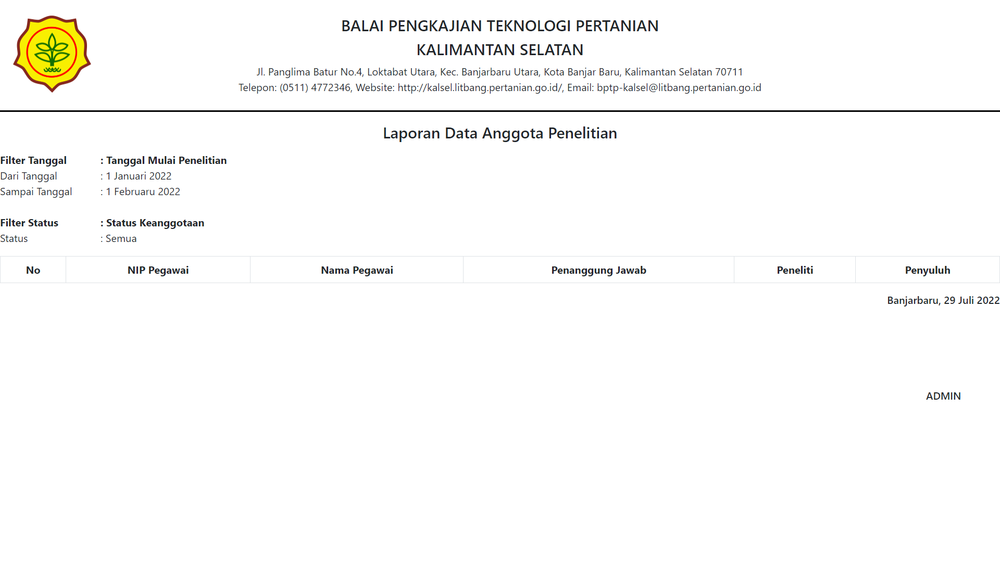 BALAI PENGKAJIAN TEKNOLOGI PERTANIAN
KALIMANTAN SELATAN
Jl. Panglima Batur No.4, Loktabat Utara, Kec. Banjarbaru Utara, Kota Banjar Baru, Kalimantan Selatan 70711
Telepon: (0511) 4772346, Website: http://kalsel.litbang.pertanian.go.id/, Email: bptp-kalsel@litbang.pertanian.go.id
Laporan Data Anggota Penelitian
Filter Tanggal : Tanggal Mulai Penelitian
Dari Tanggal : 1 Januari 2022
Sampai Tanggal : 1 Februaru 2022
Filter Status : Status Keanggotaan
Status : Semua
No NIP Pegawai Nama Pegawai Penanggung Jawab Peneliti Penyuluh
Banjarbaru, 29 Juli 2022
ADMIN